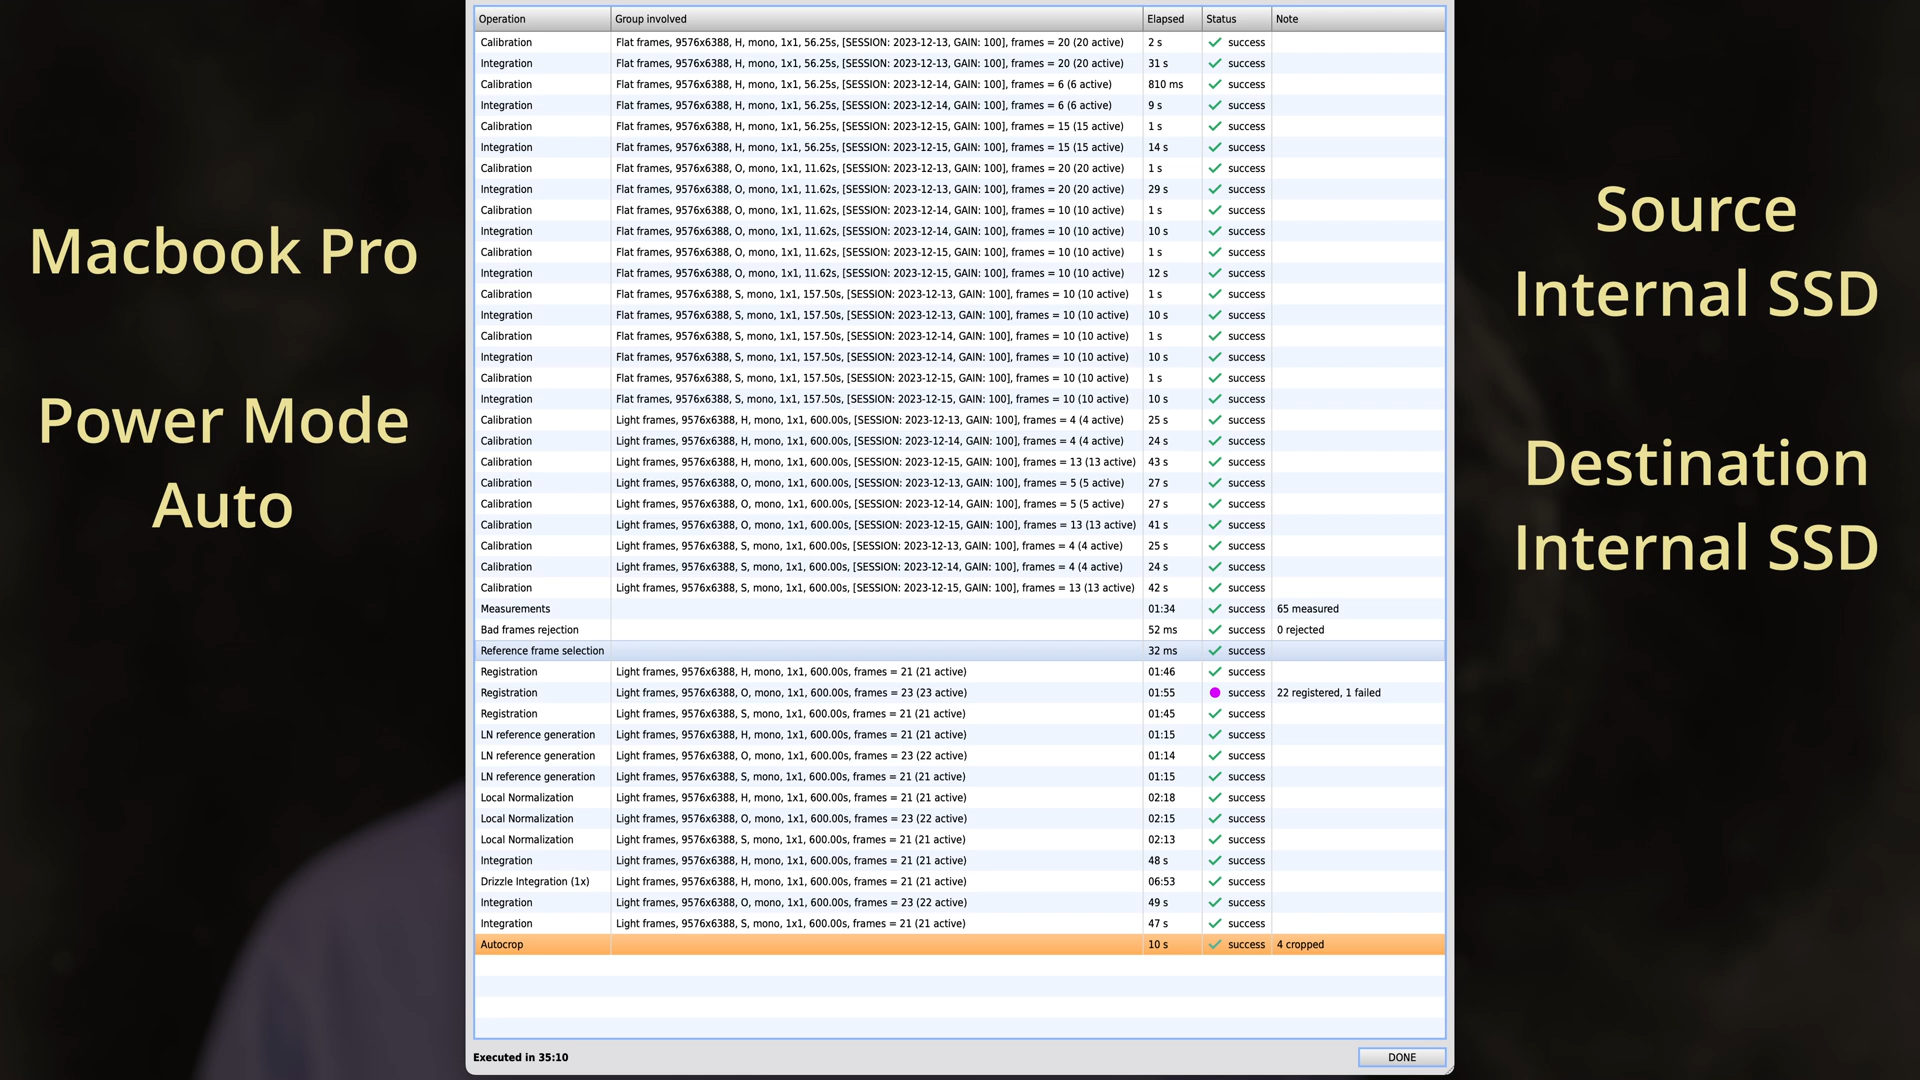 Macbook Pro
Power Mode
Auto
Operation Group involved Elapsed Status Note
Calibration Flat frames, 9576x6388, H, mono, 1x1, 56.25s, [SESSION: 2023-12-13, GAIN: 100], frames = 20 (20 active) 2 s success
Integration Flat frames, 9576x6388, H, mono, 1x1, 56.25s, [SESSION: 2023-12-13, GAIN: 100], frames = 20 (20 active) 31 s success
Calibration Flat frames, 9576x6388, H, mono, 1x1, 56.25s, [SESSION: 2023-12-14, GAIN: 100], frames = 6 (6 active) 810 ms success
Integration Flat frames, 9576x6388, H, mono, 1x1, 56.25s, [SESSION: 2023-12-14, GAIN: 100], frames = 6 (6 active) 9 s success
Calibration Flat frames, 9576x6388, H, mono, 1x1, 56.25s, [SESSION: 2023-12-15, GAIN: 100], frames = 15 (15 active) 1 s success
Integration Flat frames, 9576x6388, H, mono, 1x1, 56.25s, [SESSION: 2023-12-15, GAIN: 100], frames = 15 (15 active) 14 s success
Calibration Flat frames, 9576x6388, O, mono, 1x1, 11.62s, [SESSION: 2023-12-13, GAIN: 100], frames = 20 (20 active) 1 s success
Integration Flat frames, 9576x6388, O, mono, 1x1, 11.62s, [SESSION: 2023-12-13, GAIN: 100], frames = 20 (20 active) 29 s success
Calibration Flat frames, 9576x6388, O, mono, 1x1, 11.62s, [SESSION: 2023-12-14, GAIN: 100], frames = 10 (10 active) 1 s success
Integration Flat frames, 9576x6388, O, mono, 1x1, 11.62s, [SESSION: 2023-12-14, GAIN: 100], frames = 10 (10 active) 10 s success
Calibration Flat frames, 9576x6388, O, mono, 1x1, 11.62s, [SESSION: 2023-12-15, GAIN: 100], frames = 10 (10 active) 1 s success
Integration Flat frames, 9576x6388, O, mono, 1x1, 11.62s, [SESSION: 2023-12-15, GAIN: 100], frames = 10 (10 active) 12 s success
Calibration Flat frames, 9576x6388, S, mono, 1x1, 157.50s, [SESSION: 2023-12-13, GAIN: 100], frames = 10 (10 active) 1 s success
Integration Flat frames, 9576x6388, S, mono, 1x1, 157.50s, [SESSION: 2023-12-13, GAIN: 100], frames = 10 (10 active) 10 s success
Calibration Flat frames, 9576x6388, S, mono, 1x1, 157.50s, [SESSION: 2023-12-14, GAIN: 100], frames = 10 (10 active) 1 s success
Integration Flat frames, 9576x6388, S, mono, 1x1, 157.50s, [SESSION: 2023-12-14, GAIN: 100], frames = 10 (10 active) 10 s success
Calibration Flat frames, 9576x6388, S, mono, 1x1, 157.50s, [SESSION: 2023-12-15, GAIN: 100], frames = 10 (10 active) 1 s success
Integration Flat frames, 9576x6388, S, mono, 1x1, 157.50s, [SESSION: 2023-12-15, GAIN: 100], frames = 10 (10 active) 10 s success
Calibration Light frames, 9576x6388, H, mono, 1x1, 600.00s, [SESSION: 2023-12-13, GAIN: 100], frames = 4 (4 active) 25 s success
Calibration Light frames, 9576x6388, H, mono, 1x1, 600.00s, [SESSION: 2023-12-14, GAIN: 100], frames = 4 (4 active) 24 s success
Calibration Light frames, 9576x6388, H, mono, 1x1, 600.00s, [SESSION: 2023-12-15, GAIN: 100], frames = 13 (13 active) 43 s success
Calibration Light frames, 9576x6388, O, mono, 1x1, 600.00s, [SESSION: 2023-12-13, GAIN: 100], frames = 5 (5 active) 27 s success
Calibration Light frames, 9576x6388, O, mono, 1x1, 600.00s, [SESSION: 2023-12-14, GAIN: 100], frames = 5 (5 active) 27 s success
Calibration Light frames, 9576x6388, O, mono, 1x1, 600.00s, [SESSION: 2023-12-15, GAIN: 100], frames = 13 (13 active) 41 s success
Calibration Light frames, 9576x6388, S, mono, 1x1, 600.00s, [SESSION: 2023-12-13, GAIN: 100], frames = 4 (4 active) 25 s success
Calibration Light frames, 9576x6388, S, mono, 1x1, 600.00s, [SESSION: 2023-12-14, GAIN: 100], frames = 4 (4 active) 24 s success
Calibration Light frames, 9576x6388, S, mono, 1x1, 600.00s, [SESSION: 2023-12-15, GAIN: 100], frames = 13 (13 active) 42 s success
Measurements 01:34 success 65 measured
Bad frames rejection 52 ms success 0 rejected
Reference frame selection 32 ms success
Registration Light frames, 9576x6388, H, mono, 1x1, 600.00s, frames = 21 (21 active) 01:46 success
Registration Light frames, 9576x6388, O, mono, 1x1, 600.00s, frames = 23 (23 active) 01:55 success 22 registered, 1 failed
Registration Light frames, 9576x6388, S, mono, 1x1, 600.00s, frames = 21 (21 active) 01:45 success
LN reference generation Light frames, 9576x6388, H, mono, 1x1, 600.00s, frames = 21 (21 active) 01:15 success
LN reference generation Light frames, 9576x6388, O, mono, 1x1, 600.00s, frames = 23 (22 active) 01:14 success
LN reference generation Light frames, 9576x6388, S, mono, 1x1, 600.00s, frames = 21 (21 active) 01:15 success
Local Normalization Light frames, 9576x6388, H, mono, 1x1, 600.00s, frames = 21 (21 active) 02:18 success
Local Normalization Light frames, 9576x6388, O, mono, 1x1, 600.00s, frames = 23 (22 active) 02:15 success
Local Normalization Light frames, 9576x6388, S, mono, 1x1, 600.00s, frames = 21 (21 active) 02:13 success
Integration Light frames, 9576x6388, H, mono, 1x1, 600.00s, frames = 21 (21 active) 48 s success
Drizzle Integration (1x) Light frames, 9576x6388, H, mono, 1x1, 600.00s, frames = 21 (21 active) 06:53 success
Integration Light frames, 9576x6388, O, mono, 1x1, 600.00s, frames = 23 (22 active) 49 s success
Integration Light frames, 9576x6388, S, mono, 1x1, 600.00s, frames = 21 (21 active) 47 s success
Autocrop 10 s success 4 cropped
Executed in 35:10 DONE
Source
Internal SSD
Destination
Internal SSD